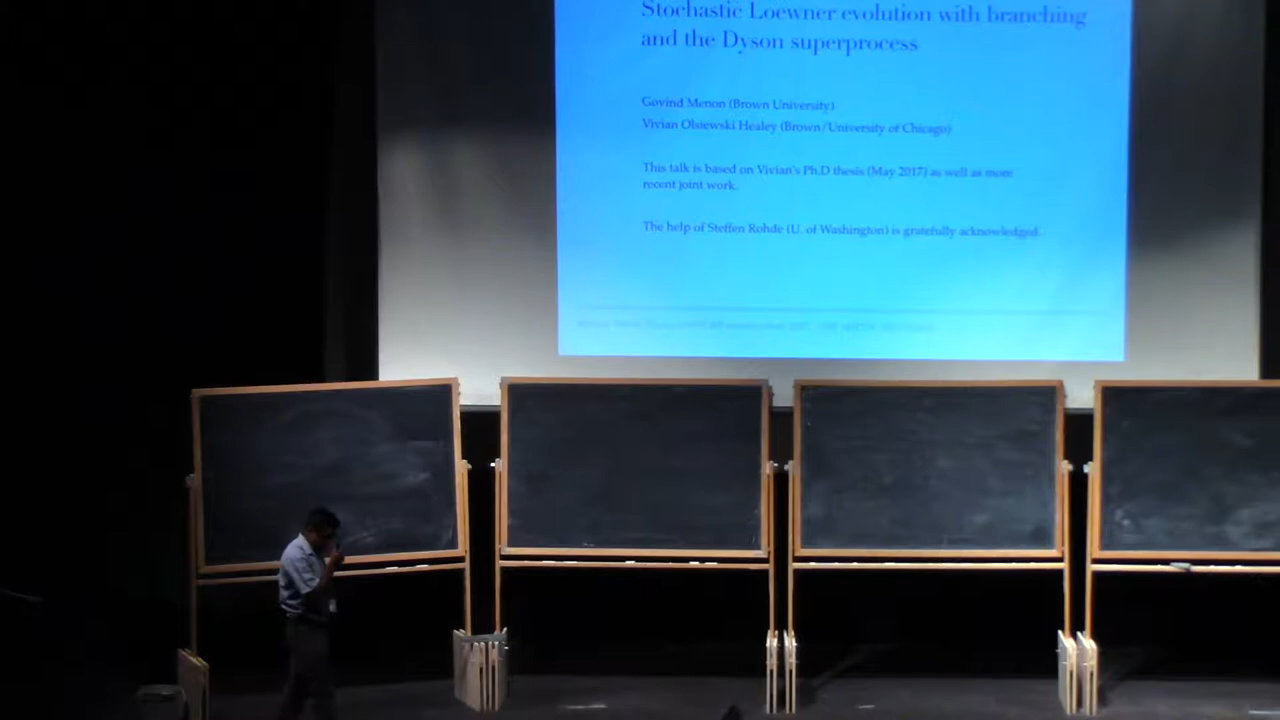 Stochastic Loewner evolution with branching
and the Dyson superprocess
Govind Menon (Brown University)
Vivian Olsiewski Healey (Brown/University of Chicago)
This talk is based on Vivian's Ph.D thesis (May 2017) as well as more
recent joint work.
The help of Steffen Rohde (U. of Washington) is gratefully acknowledged.